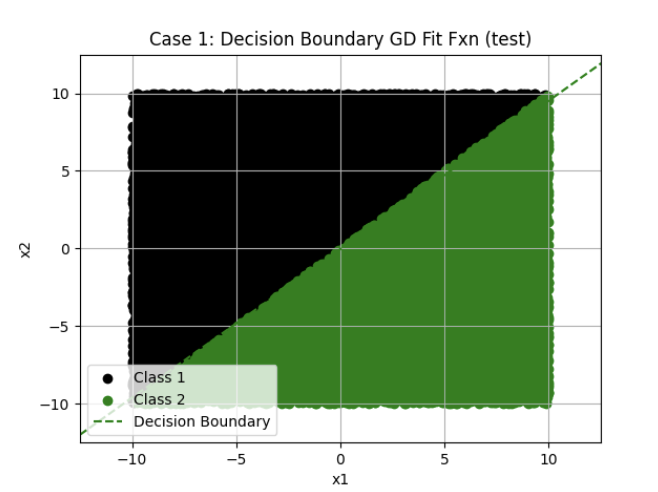 Case 1: Decision Boundary GD Fit Fxn (test)
10
5
0
−5
−10
x2
Class 1
Class 2
Decision Boundary
−10
−5
0
5
10
x1